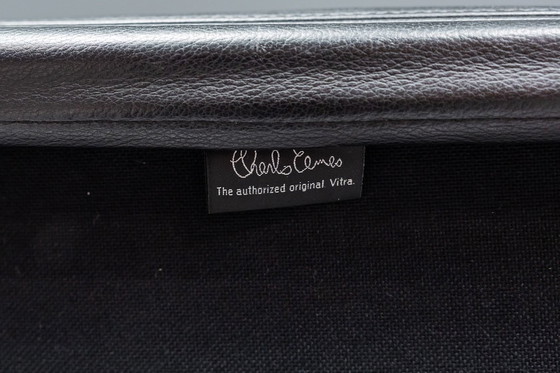 Charles Eames
The authorized original. Vitra.